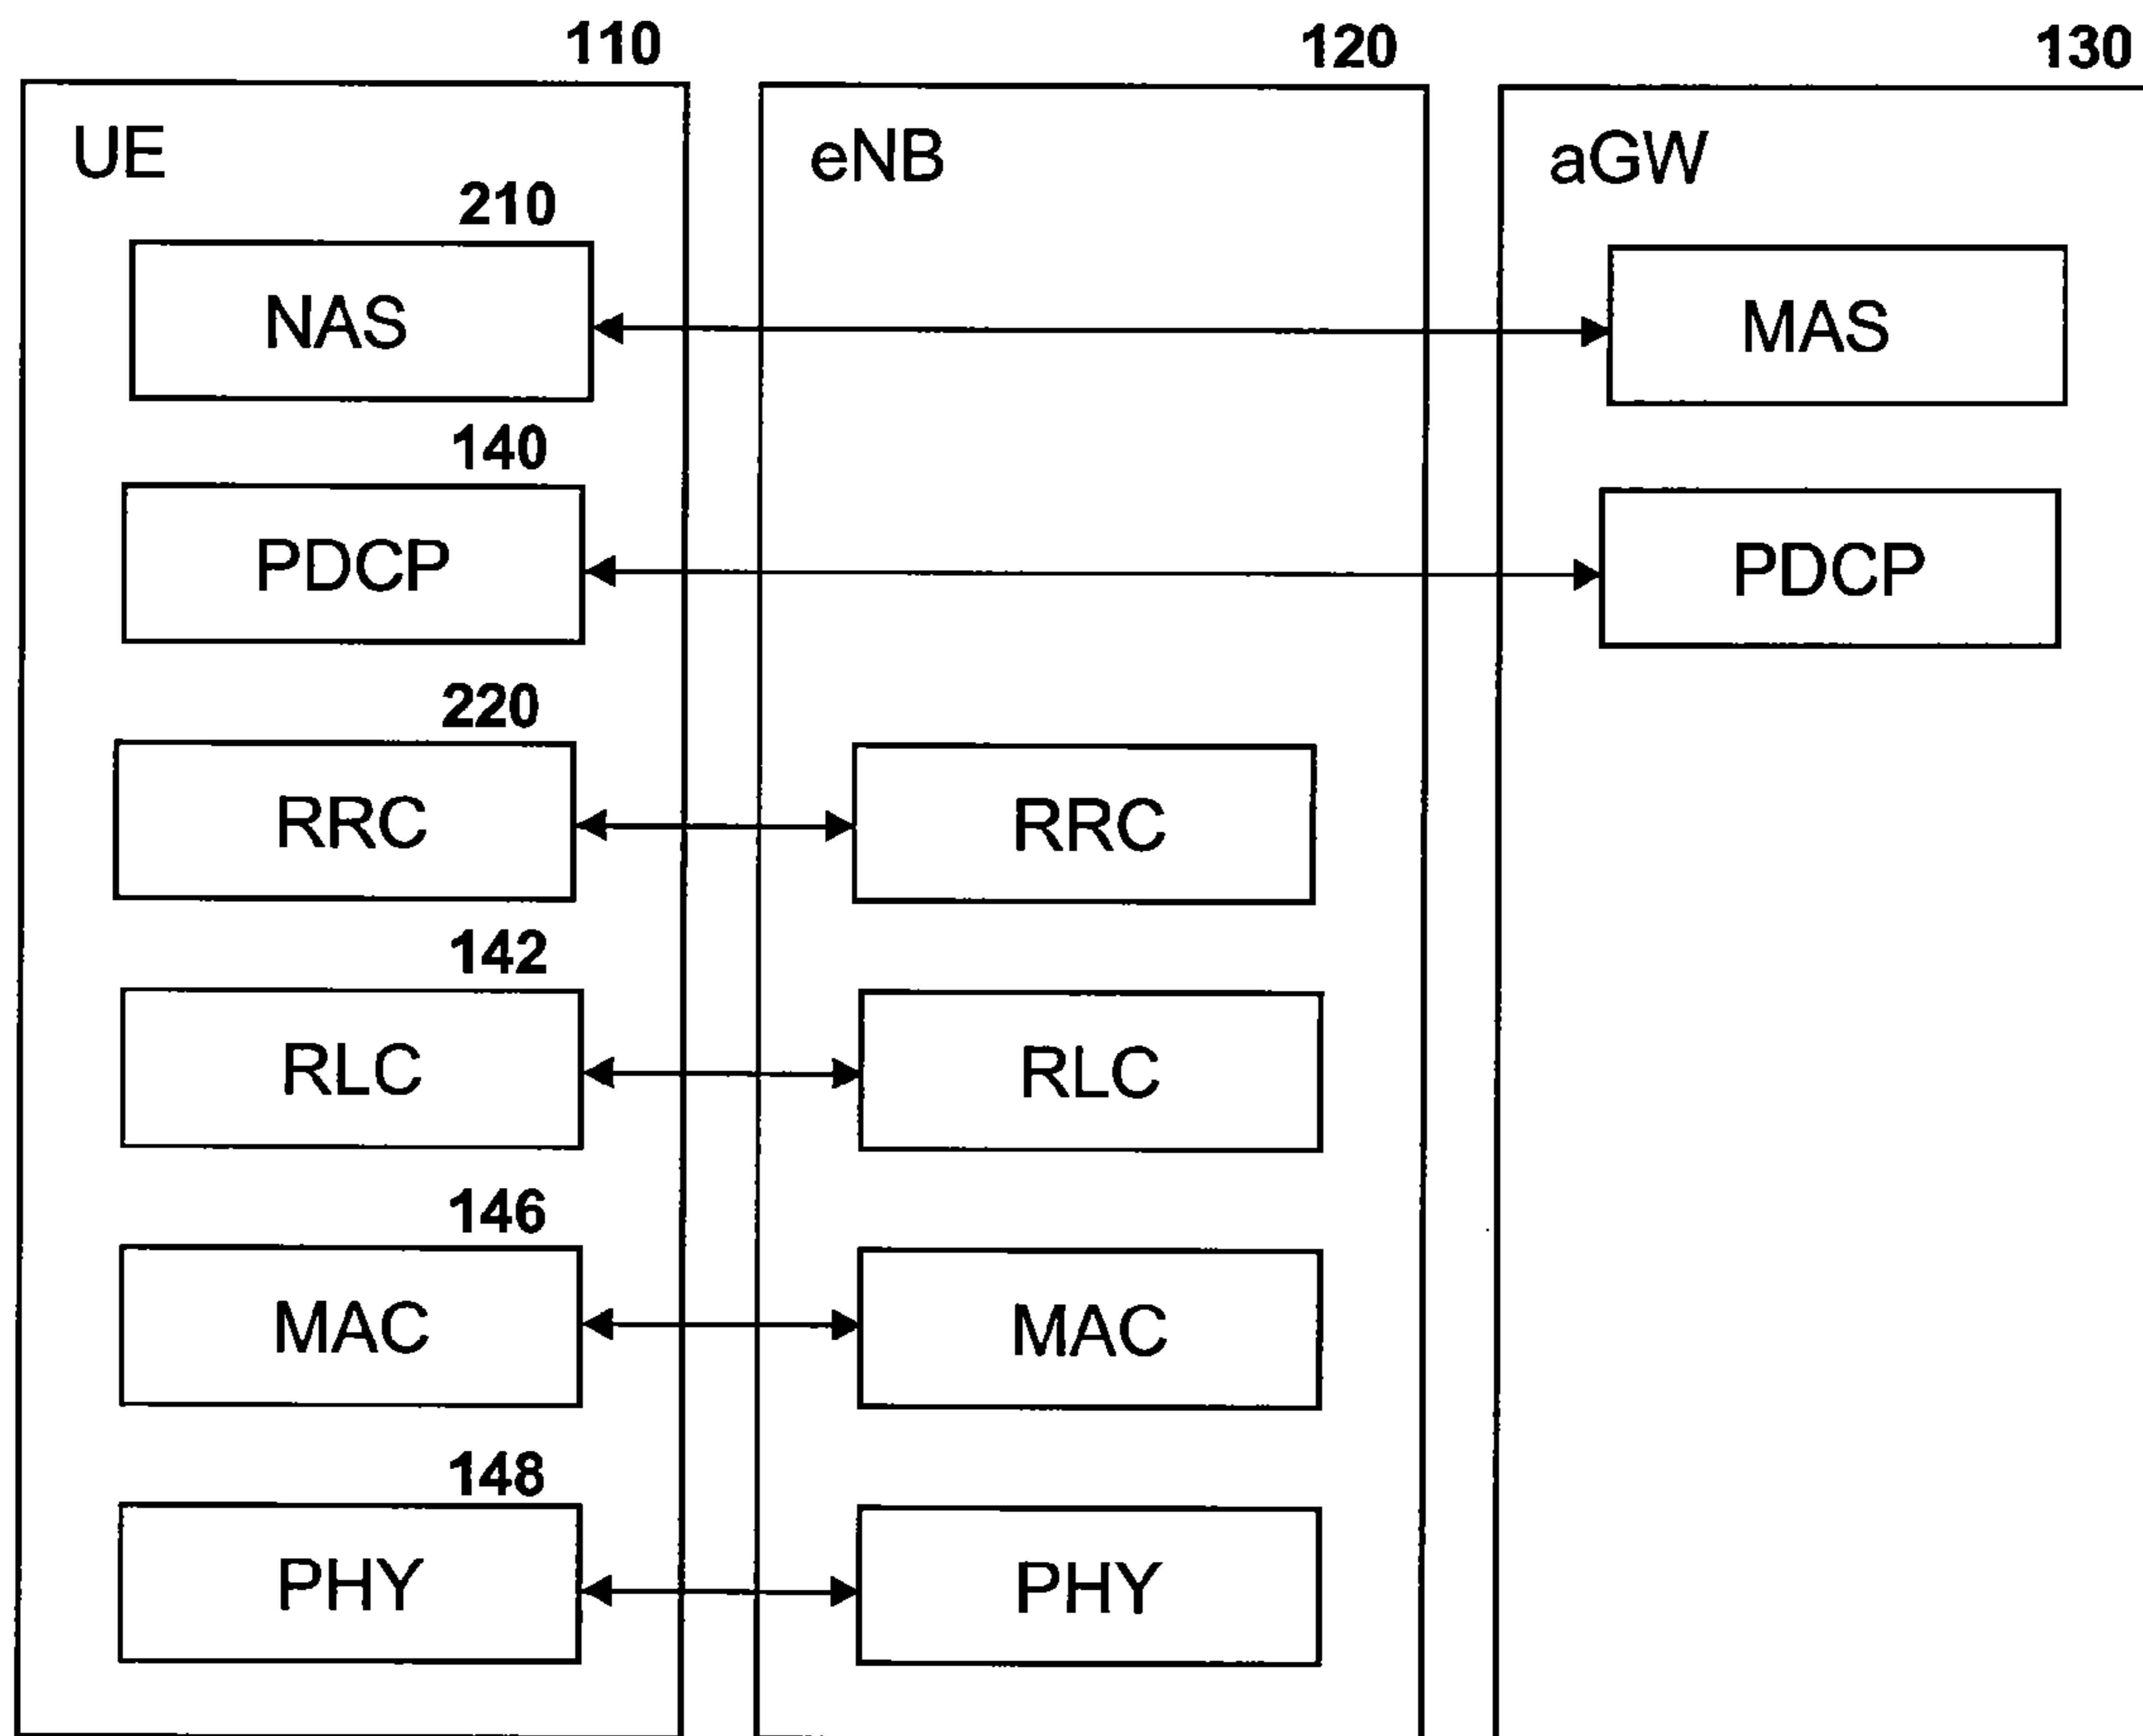 110 120 130
UE eNB aGW
210
NAS MAS
140
PDCP PDCP
220
RRC RRC
142
RLC RLC
146
MAC MAC
148
PHY PHY